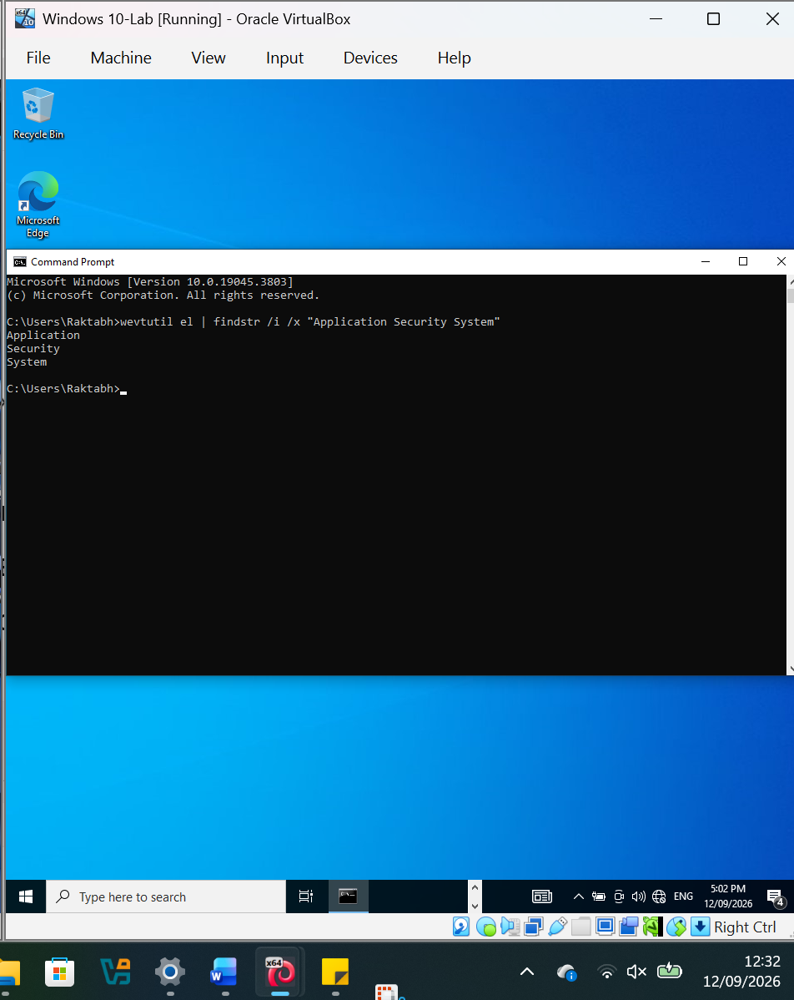 Windows 10-Lab [Running] - Oracle VirtualBox
File Machine View Input Devices Help
Recycle Bin
Microsoft
Edge
Command Prompt
Microsoft Windows [Version 10.0.19045.3803]
(c) Microsoft Corporation. All rights reserved.
C:\Users\Raktabh>wevtutil el | findstr /i /x "Application Security System"
Application
Security
System
C:\Users\Raktabh>
Type here to search
ENG
5:02 PM
12/09/2026
4
Right Ctrl
x64
12:32
12/09/2026